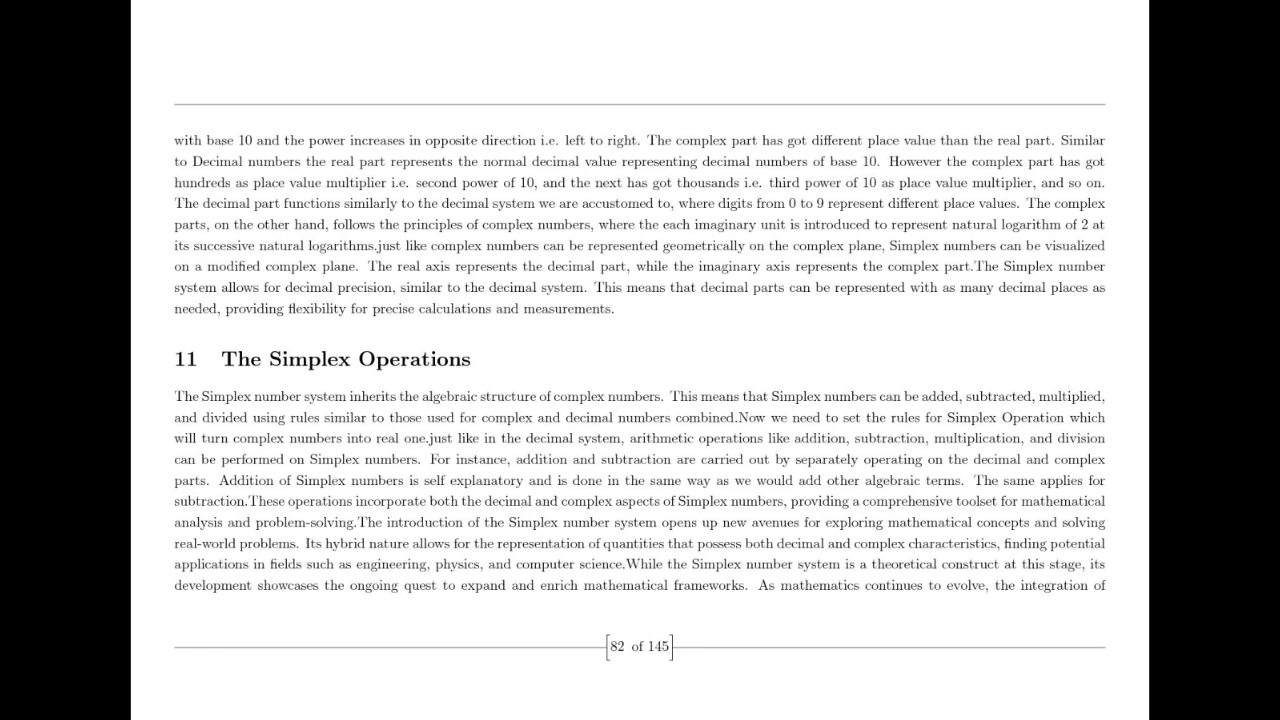 with base 10 and the power increases in opposite direction i.e. left to right. The complex part has got different place value than the real part. Similar
to Decimal numbers the real part represents the normal decimal value representing decimal numbers of base 10. However the complex part has got
hundreds as place value multiplier i.e. second power of 10, and the next has got thousands i.e. third power of 10 as place value multiplier, and so on.
The decimal part functions similarly to the decimal system we are accustomed to, where digits from 0 to 9 represent different place values. The complex
parts, on the other hand, follows the principles of complex numbers, where the each imaginary unit is introduced to represent natural logarithm of 2 at
its successive natural logarithms.just like complex numbers can be represented geometrically on the complex plane, Simplex numbers can be visualized
on a modified complex plane. The real axis represents the decimal part, while the imaginary axis represents the complex part.The Simplex number
system allows for decimal precision, similar to the decimal system. This means that decimal parts can be represented with as many decimal places as
needed, providing flexibility for precise calculations and measurements.
11 The Simplex Operations
The Simplex number system inherits the algebraic structure of complex numbers. This means that Simplex numbers can be added, subtracted, multiplied,
and divided using rules similar to those used for complex and decimal numbers combined.Now we need to set the rules for Simplex Operation which
will turn complex numbers into real one.just like in the decimal system, arithmetic operations like addition, subtraction, multiplication, and division
can be performed on Simplex numbers. For instance, addition and subtraction are carried out by separately operating on the decimal and complex
parts. Addition of Simplex numbers is self explanatory and is done in the same way as we would add other algebraic terms. The same applies for
subtraction.These operations incorporate both the decimal and complex aspects of Simplex numbers, providing a comprehensive toolset for mathematical
analysis and problem-solving.The introduction of the Simplex number system opens up new avenues for exploring mathematical concepts and solving
real-world problems. Its hybrid nature allows for the representation of quantities that possess both decimal and complex characteristics, finding potential
applications in fields such as engineering, physics, and computer science.While the Simplex number system is a theoretical construct at this stage, its
development showcases the ongoing quest to expand and enrich mathematical frameworks. As mathematics continues to evolve, the integration of
[82 of 145]